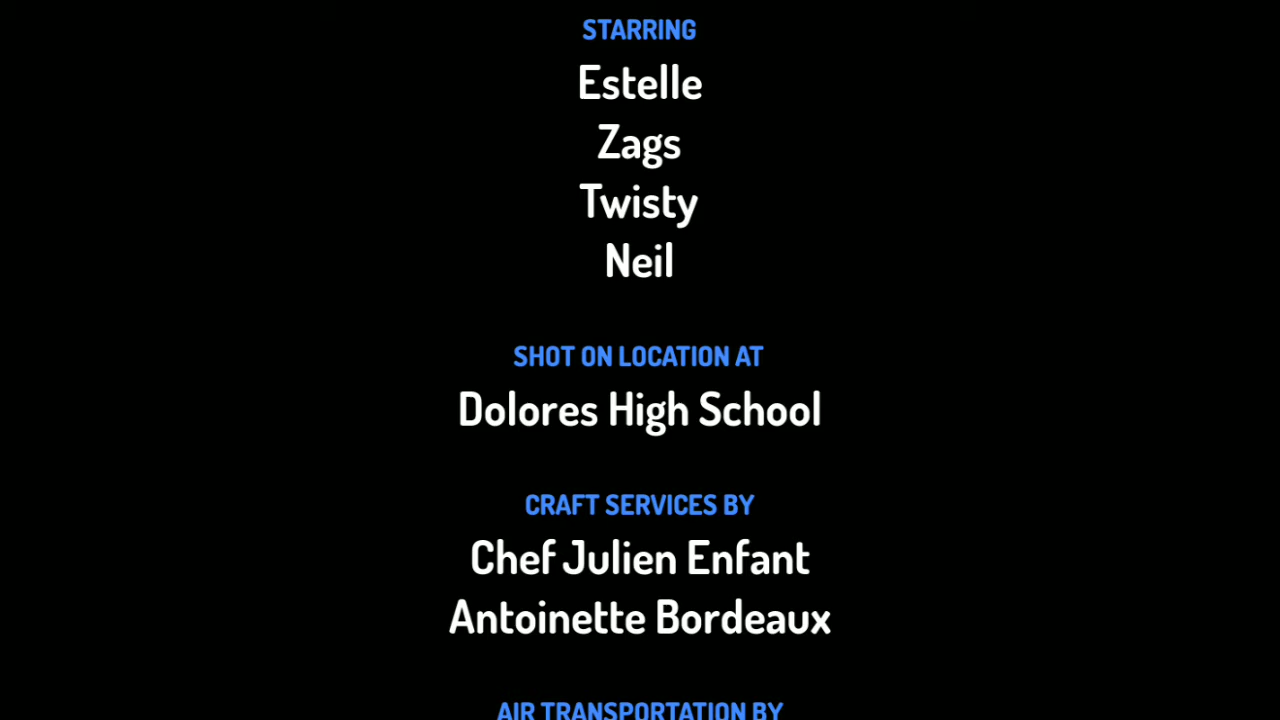 STARRING
Estelle
Zags
Twisty
Neil
SHOT ON LOCATION AT
Dolores High School
CRAFT SERVICES BY
Chef Julien Enfant
Antoinette Bordeaux
AIR TRANSPORTATION BY